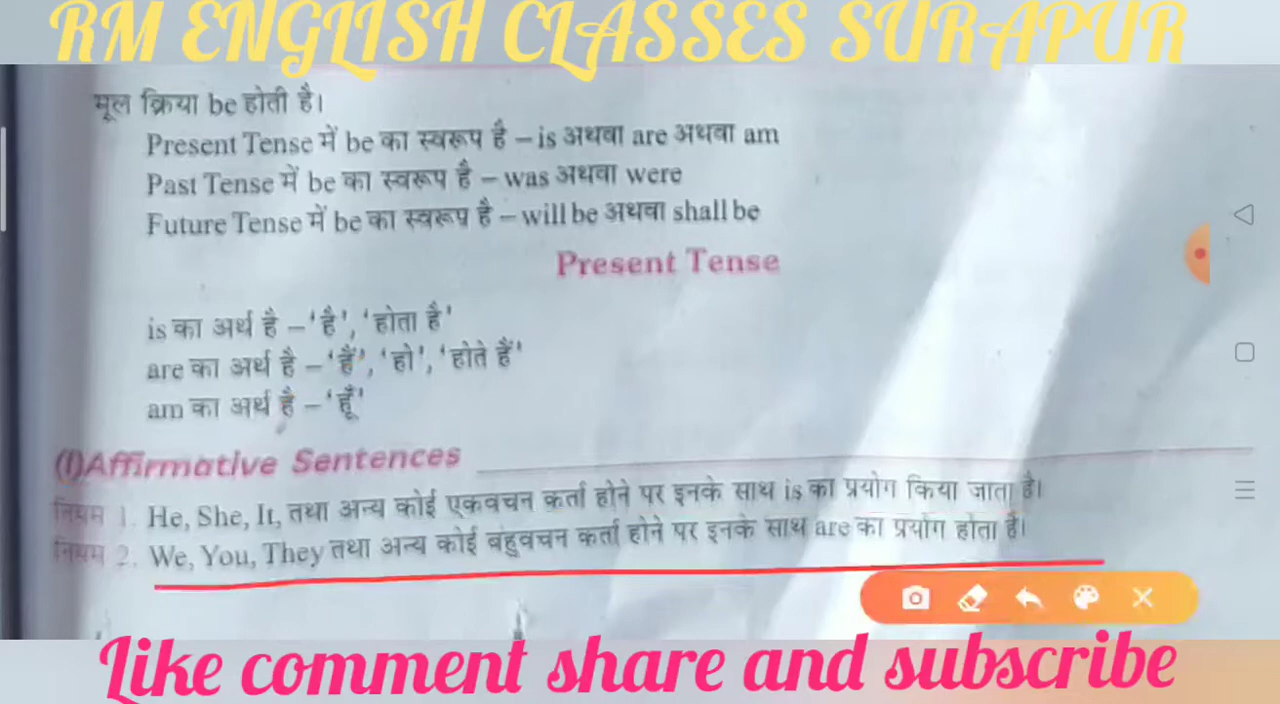 RM ENGLISH CLASSES SURAPUR
मूल क्रिया be होती है।
Present Tense में be का स्वरूप है – is अथवा are अथवा am
Past Tense में be का स्वरूप है – was अथवा were
Future Tense में be का स्वरूप है – will be अथवा shall be
Present Tense
is का अर्थ है – 'है', 'होता है'
are का अर्थ है – 'हैं', 'हो', 'होते हैं'
am का अर्थ है – 'हूँ'
(I)Affirmative Sentences
नियम 1. He, She, It, तथा अन्य कोई एकवचन कर्ता होने पर इनके साथ is का प्रयोग किया जाता है।
नियम 2. We, You, They तथा अन्य कोई बहुवचन कर्ता होने पर इनके साथ are का प्रयोग होता है।
Like comment share and subscribe